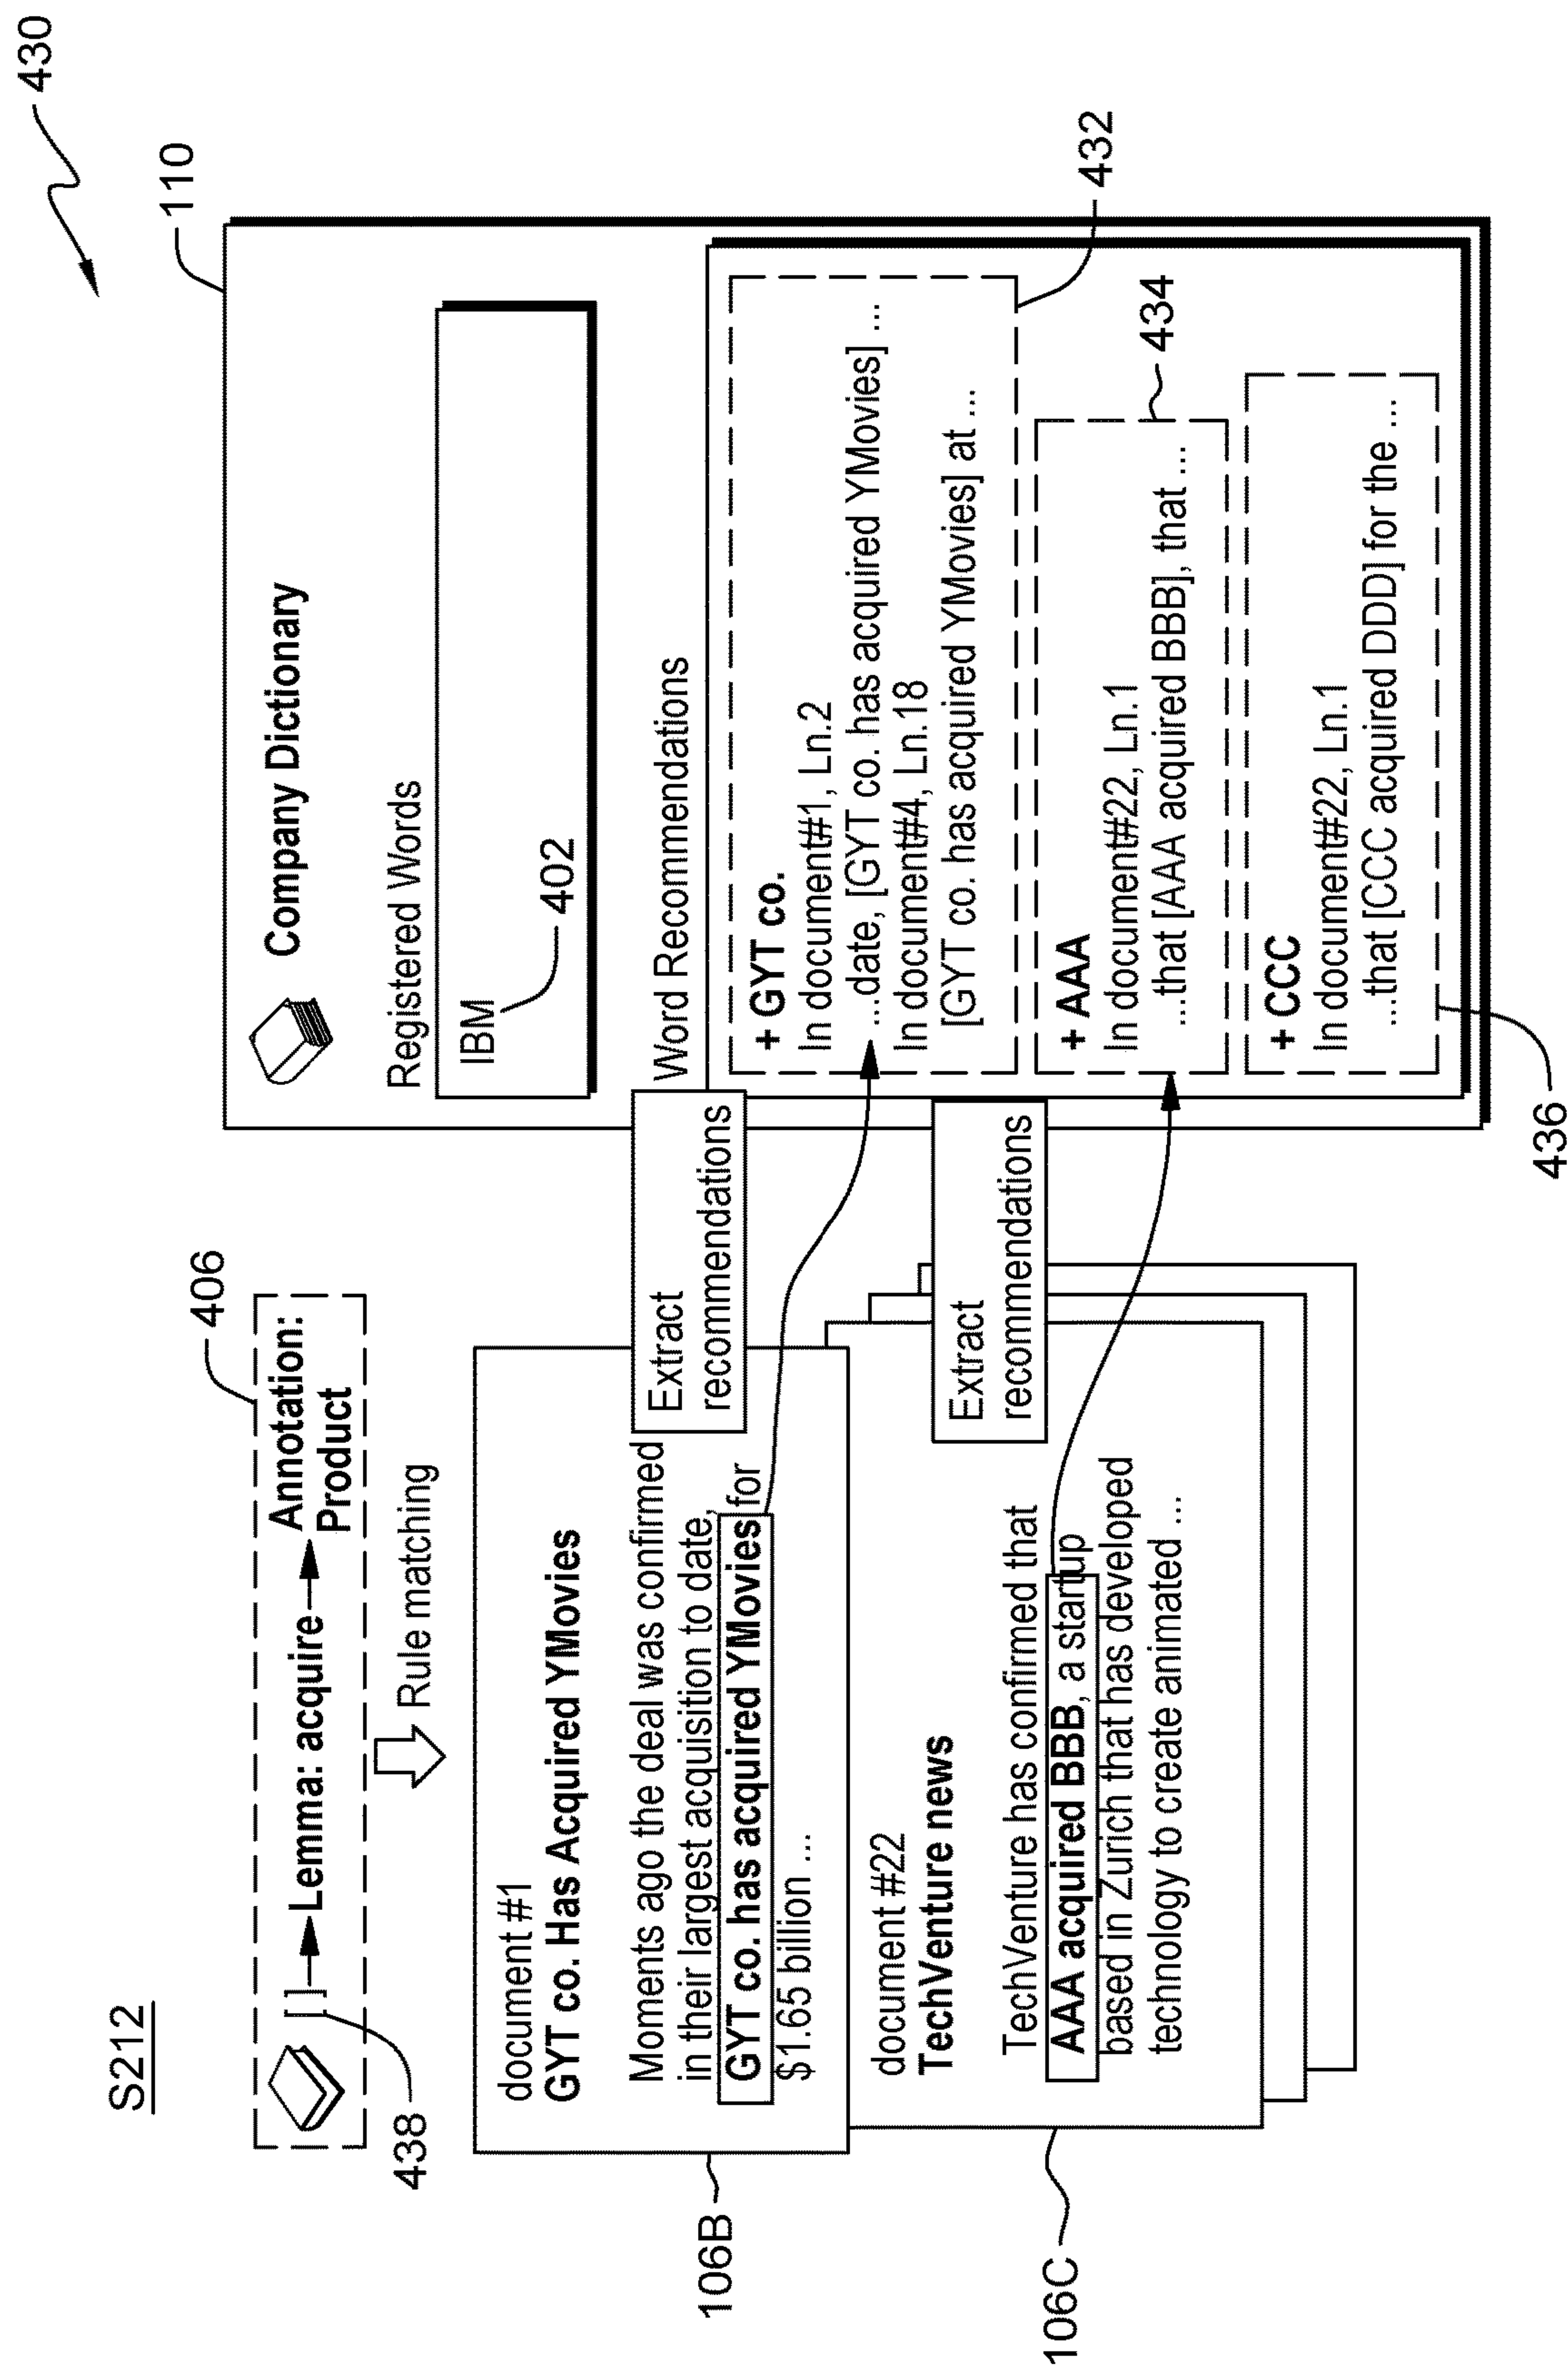 S212
430
406
[ ] Lemma: acquire Annotation:
Product
438
Rule matching
document #1
GYT co. Has Acquired YMovies
Moments ago the deal was confirmed
in their largest acquisition to date,
GYT co. has acquired YMovies for
$1.65 billion ...
106B
Extract
recommendations
document #22
TechVenture news
TechVenture has confirmed that
AAA acquired BBB, a startup
based in Zurich that has developed
technology to create animated ...
106C
Extract
recommendations
110
Company Dictionary
Registered Words
IBM
402
Word Recommendations
+ GYT co.
In document#1, Ln.2
...date, [GYT co. has acquired YMovies] ...
In document#4, Ln.18
[GYT co. has acquired YMovies] at ...
432
+ AAA
In document#22, Ln.1
...that [AAA acquired BBB], that ...
434
+ CCC
In document#22, Ln.1
...that [CCC acquired DDD] for the ...
436